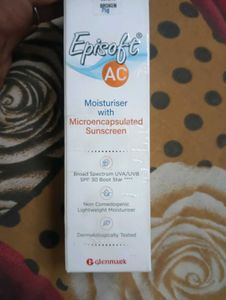 Episoft®
AC
Moisturiser
with
Microencapsulated
Sunscreen
Broad Spectrum UVA/UVB
SPF 30 Boot Star ****
Non Comedogenic
Lightweight Moisturiser
Dermatologically Tested
glenmark